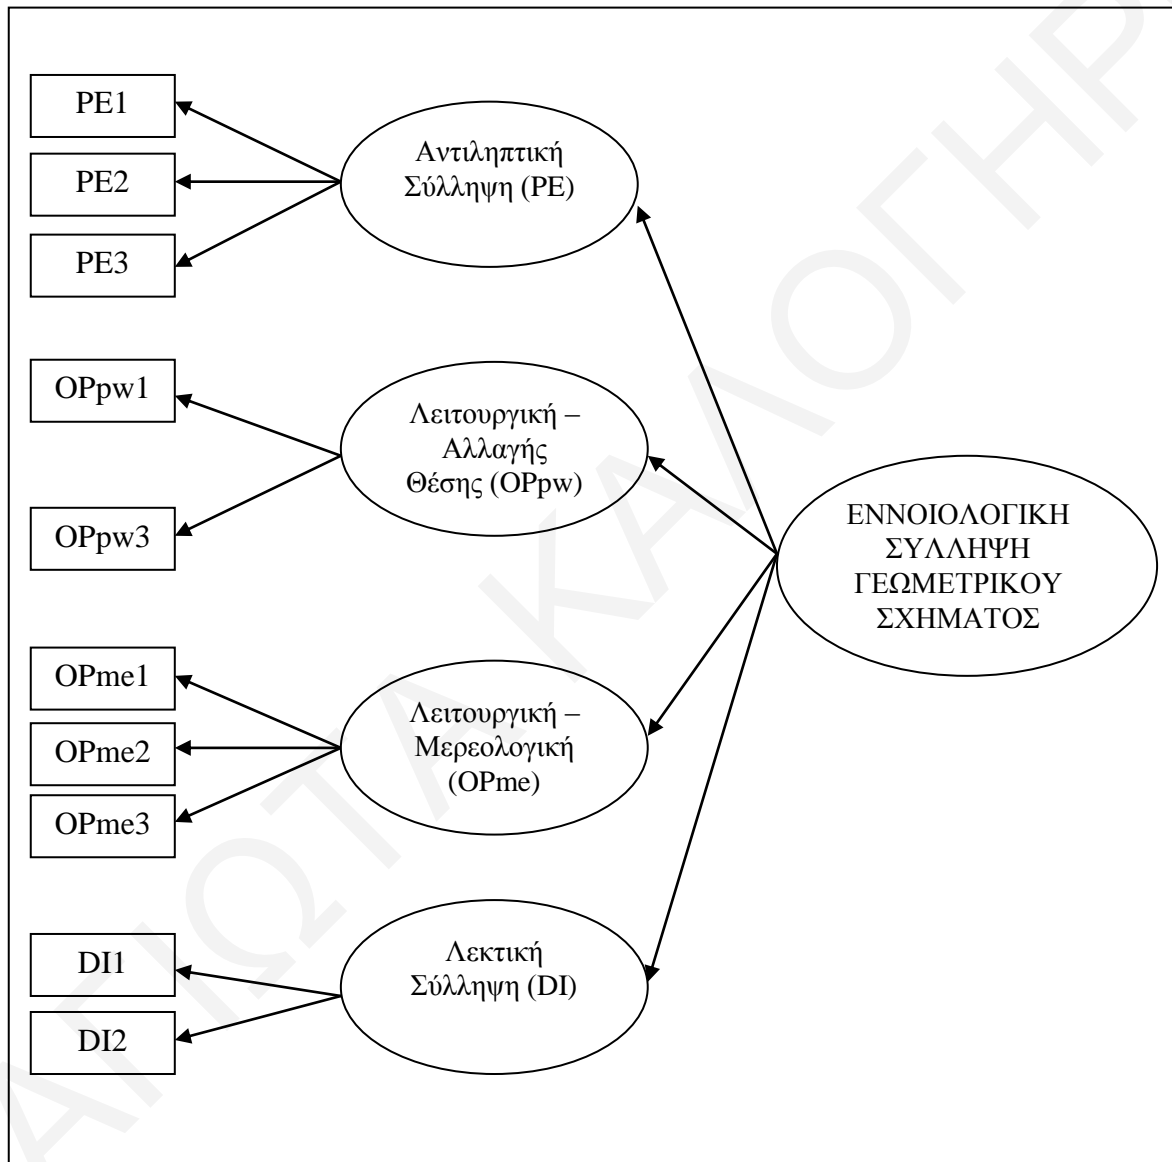 PE1
PE2
PE3
Αντιληπτική
Σύλληψη (PE)
OPpw1
OPpw3
Λειτουργική –
Αλλαγής
Θέσης (OPpw)
ΕΝΝΟΙΟΛΟΓΙΚΗ
ΣΥΛΛΗΨΗ
ΓΕΩΜΕΤΡΙΚΟΥ
ΣΧΗΜΑΤΟΣ
OPme1
OPme2
OPme3
Λειτουργική –
Μερεολογική
(OPme)
DI1
DI2
Λεκτική
Σύλληψη (DI)